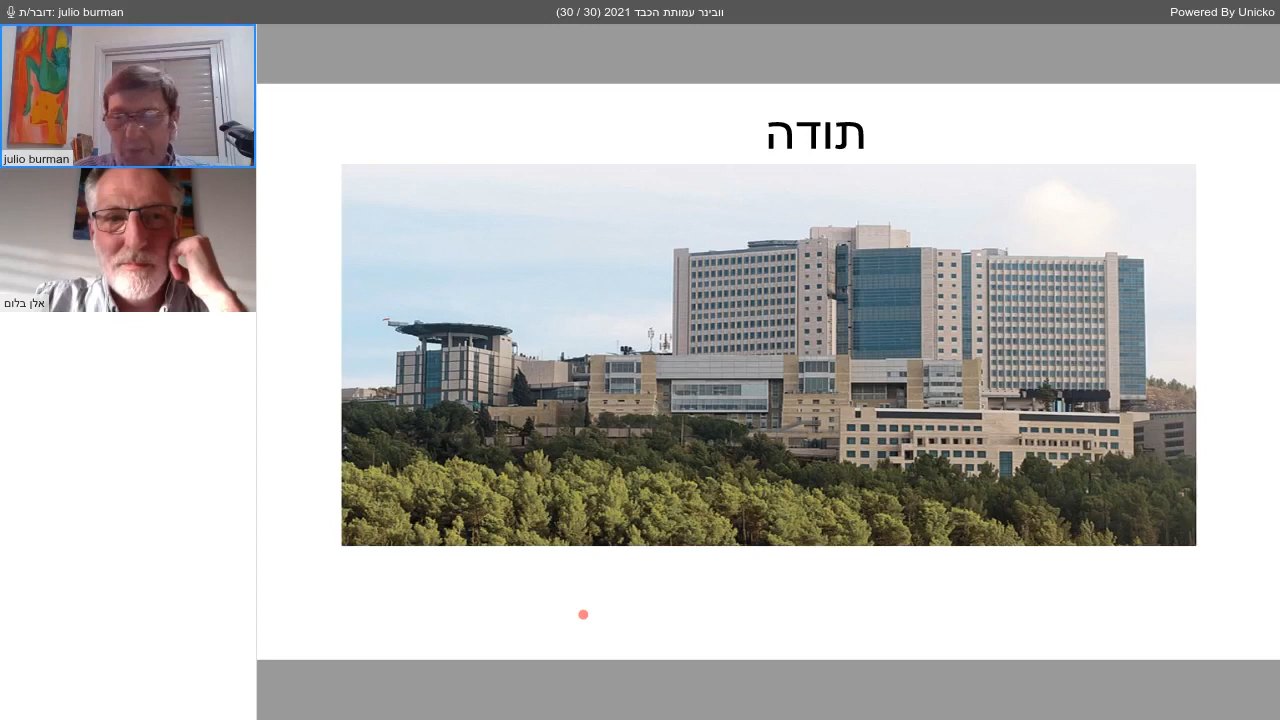 דובר/ת: julio burman
וובינר עמותת הכבד 2021 (30 / 30)
Powered By Unicko
julio burman
אלן בלום
תודה